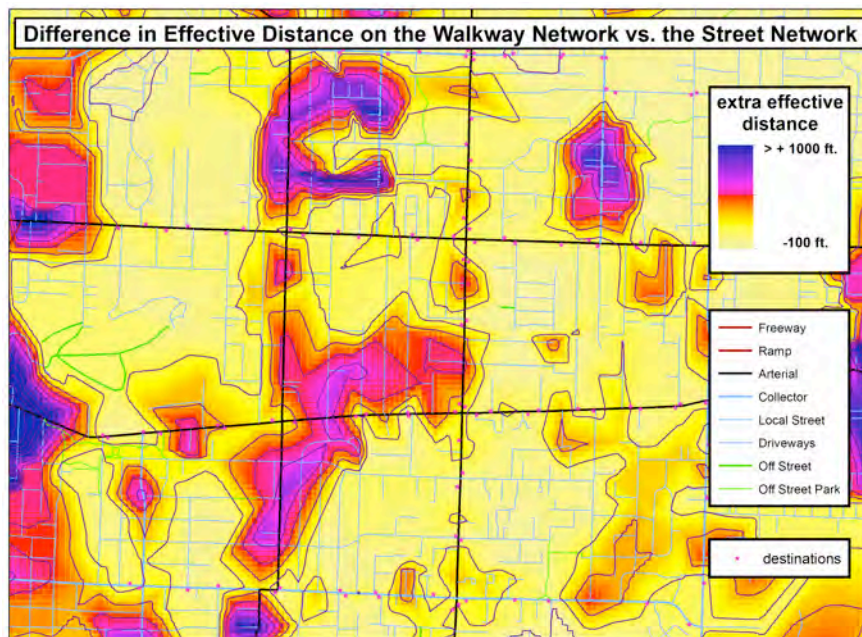 Difference in Effective Distance on the Walkway Network vs. the Street Network
extra effective
distance
> + 1000 ft.
-100 ft.
Freeway
Ramp
Arterial
Collector
Local Street
Driveways
Off Street
Off Street Park
destinations